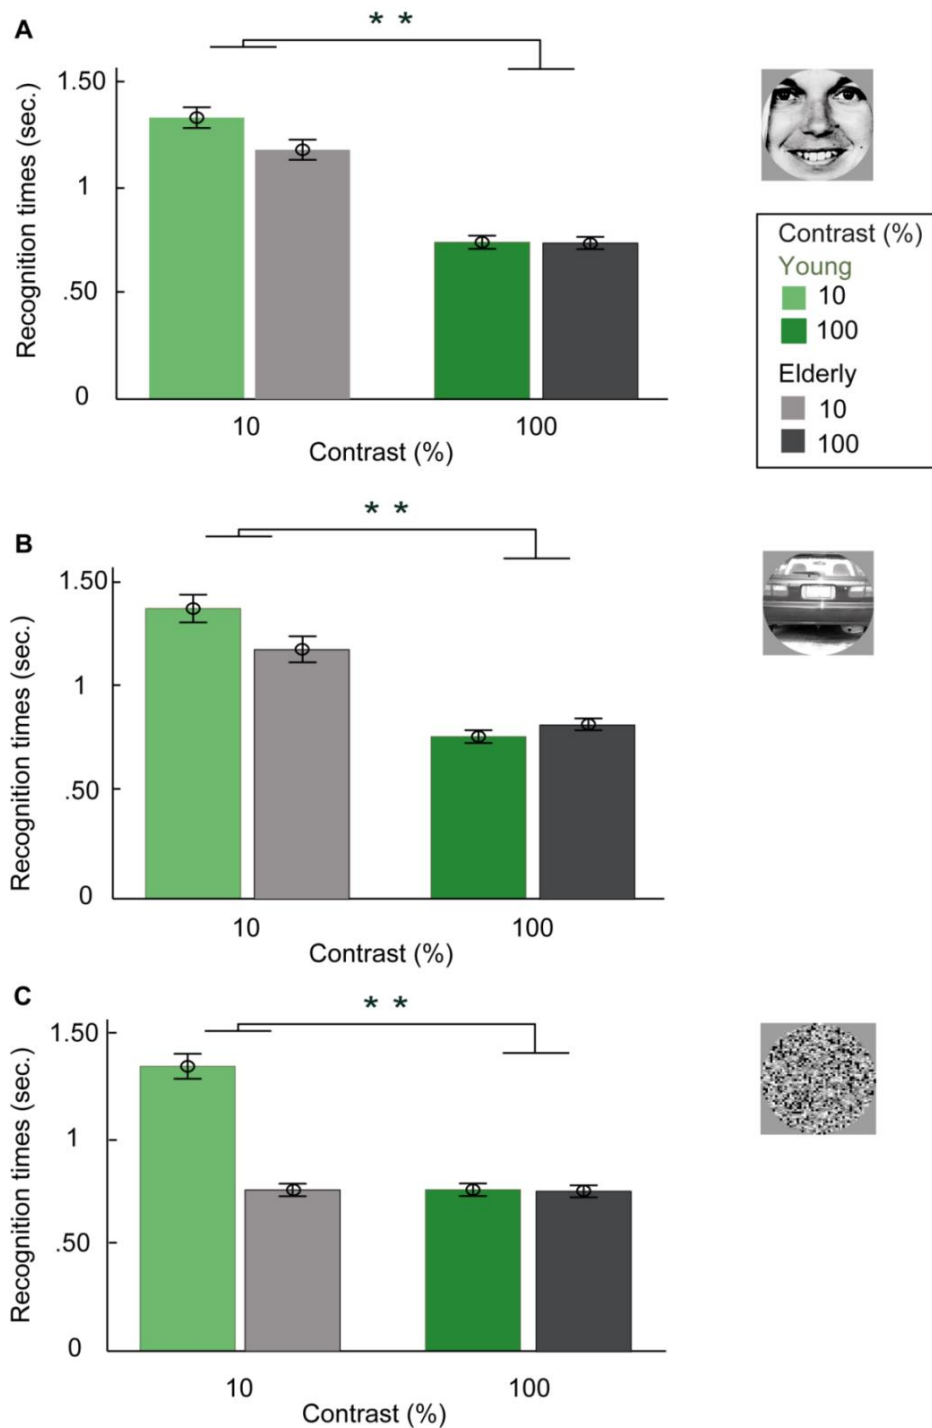 A
* *
Recognition times (sec.)
1.50
1
.50
0
10
100
Contrast (%)
Contrast (%)
Young
10
100
Elderly
10
100
B
* *
Recognition times (sec.)
1.50
1
.50
0
10
100
Contrast (%)
C
* *
Recognition times (sec.)
1.50
1
.50
0
10
100
Contrast (%)